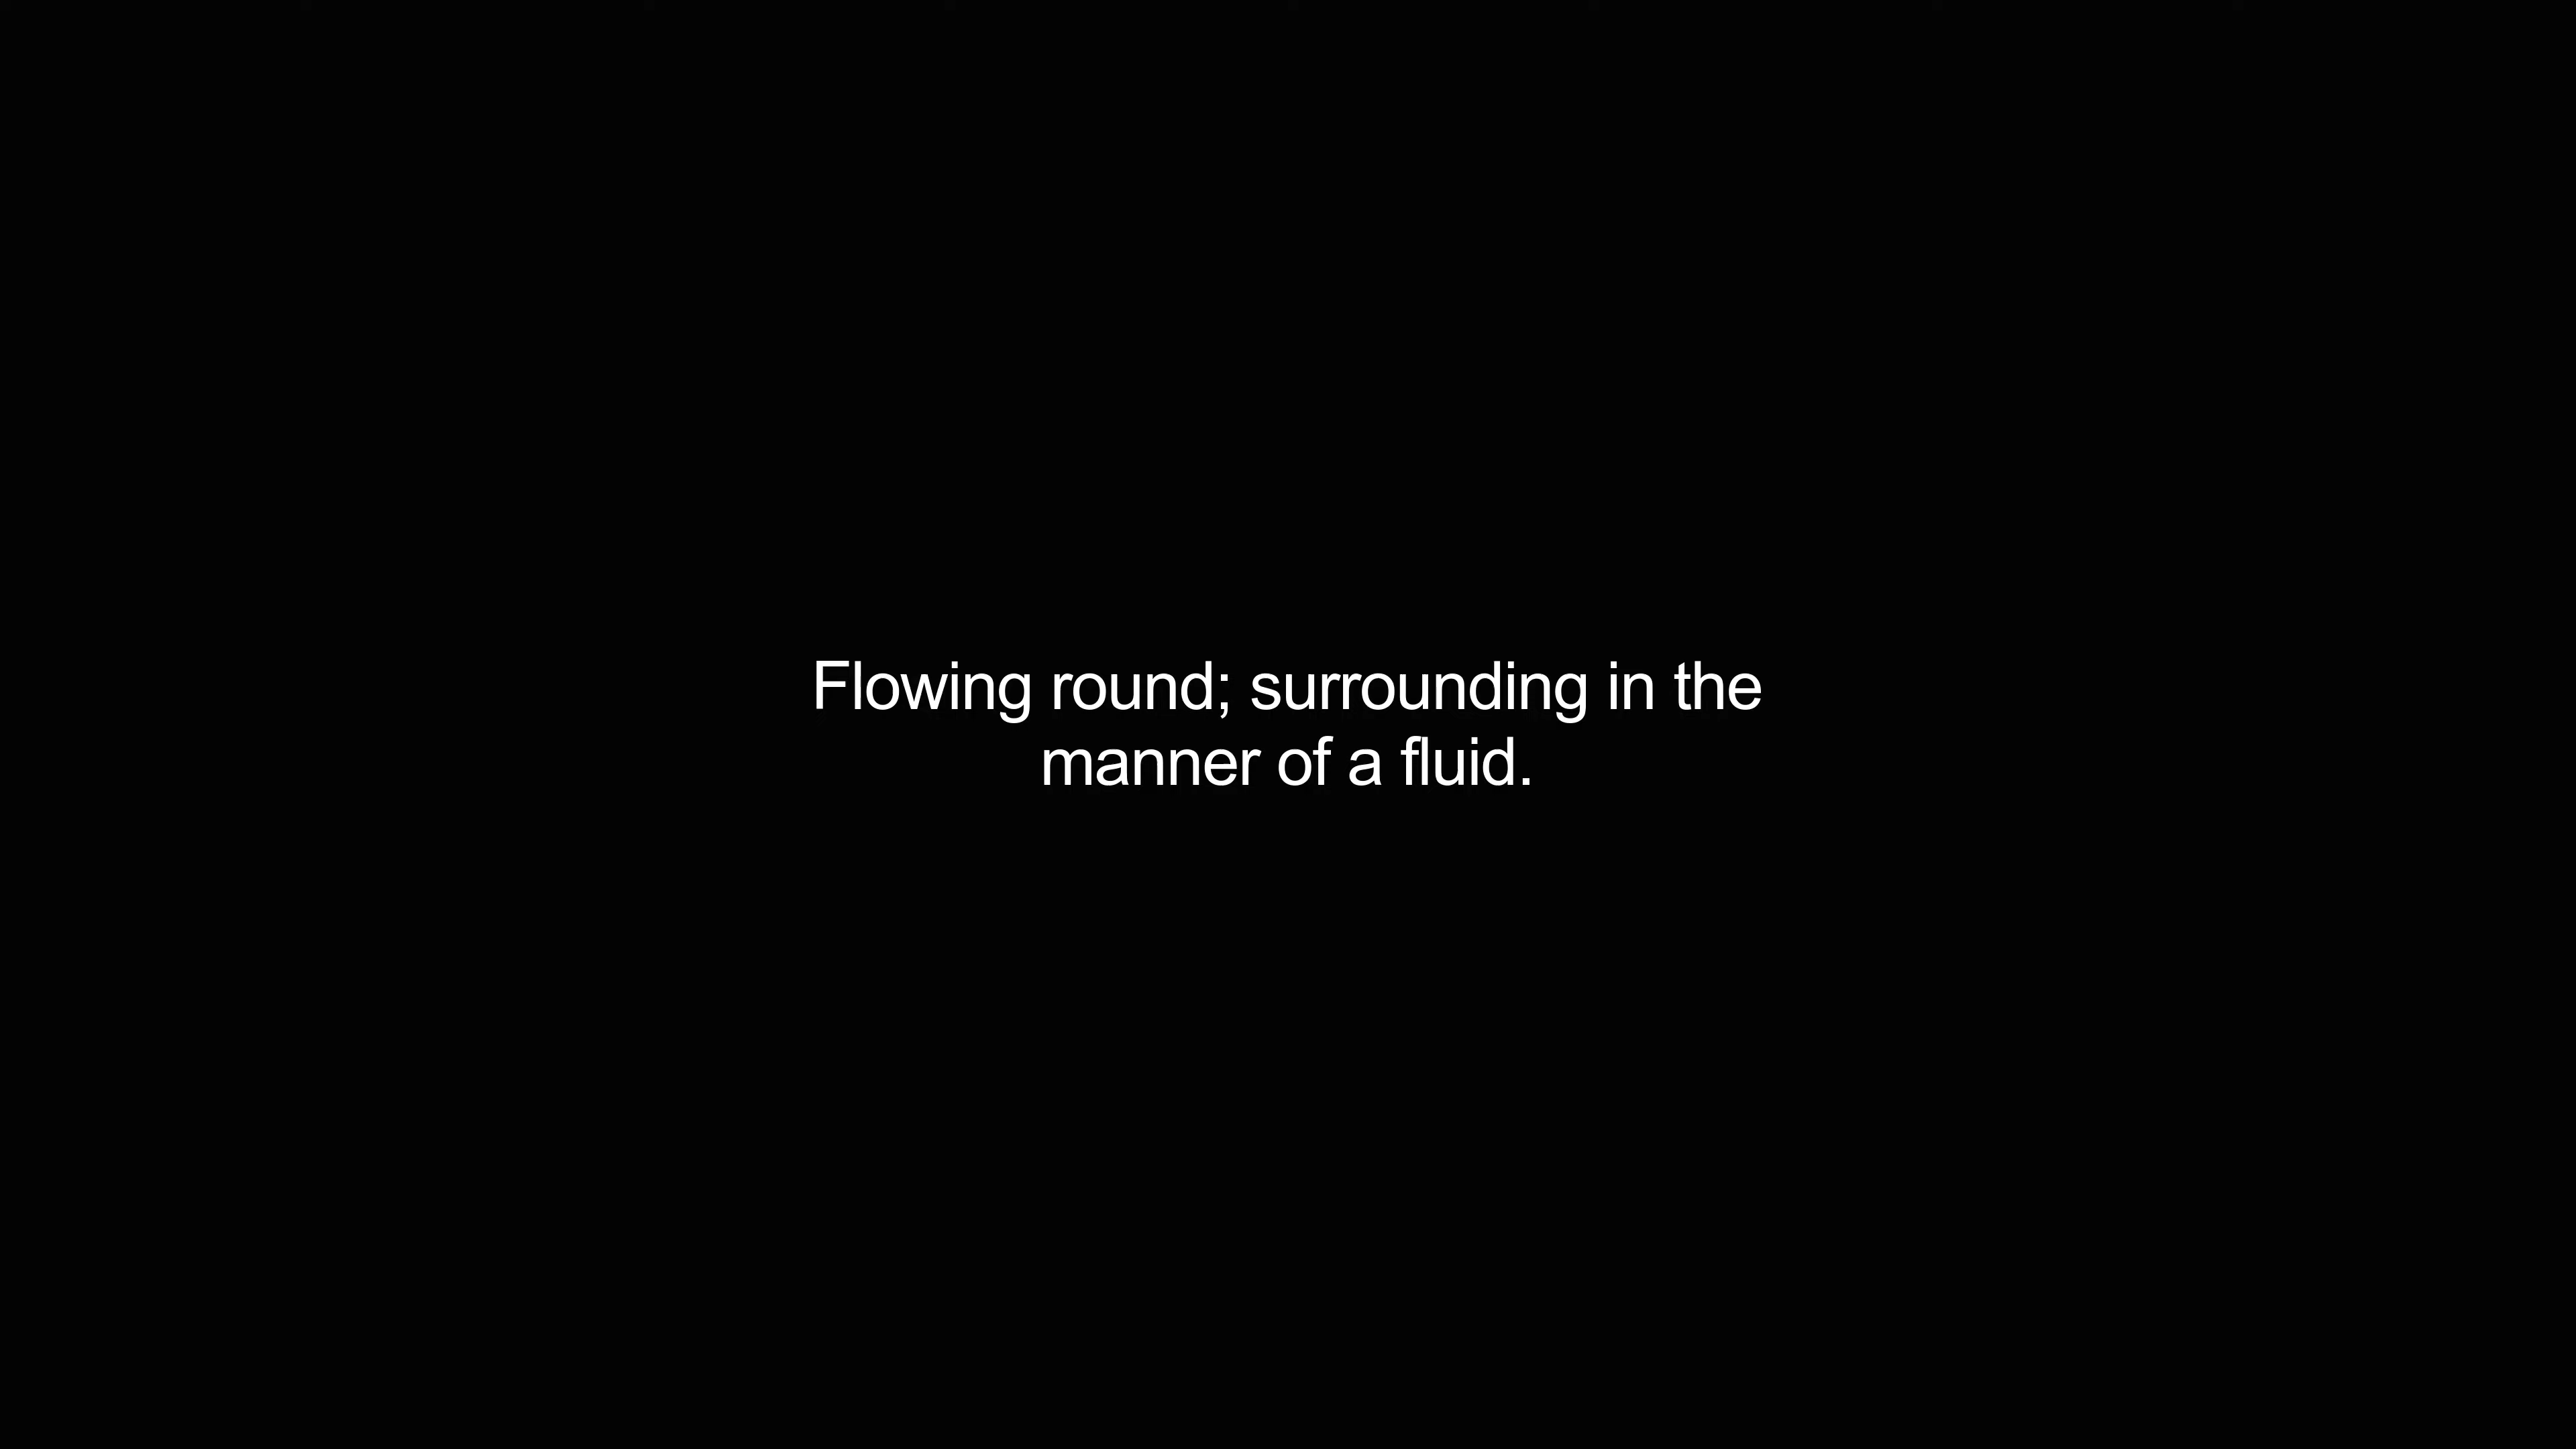 Flowing round; surrounding in the
manner of a fluid.